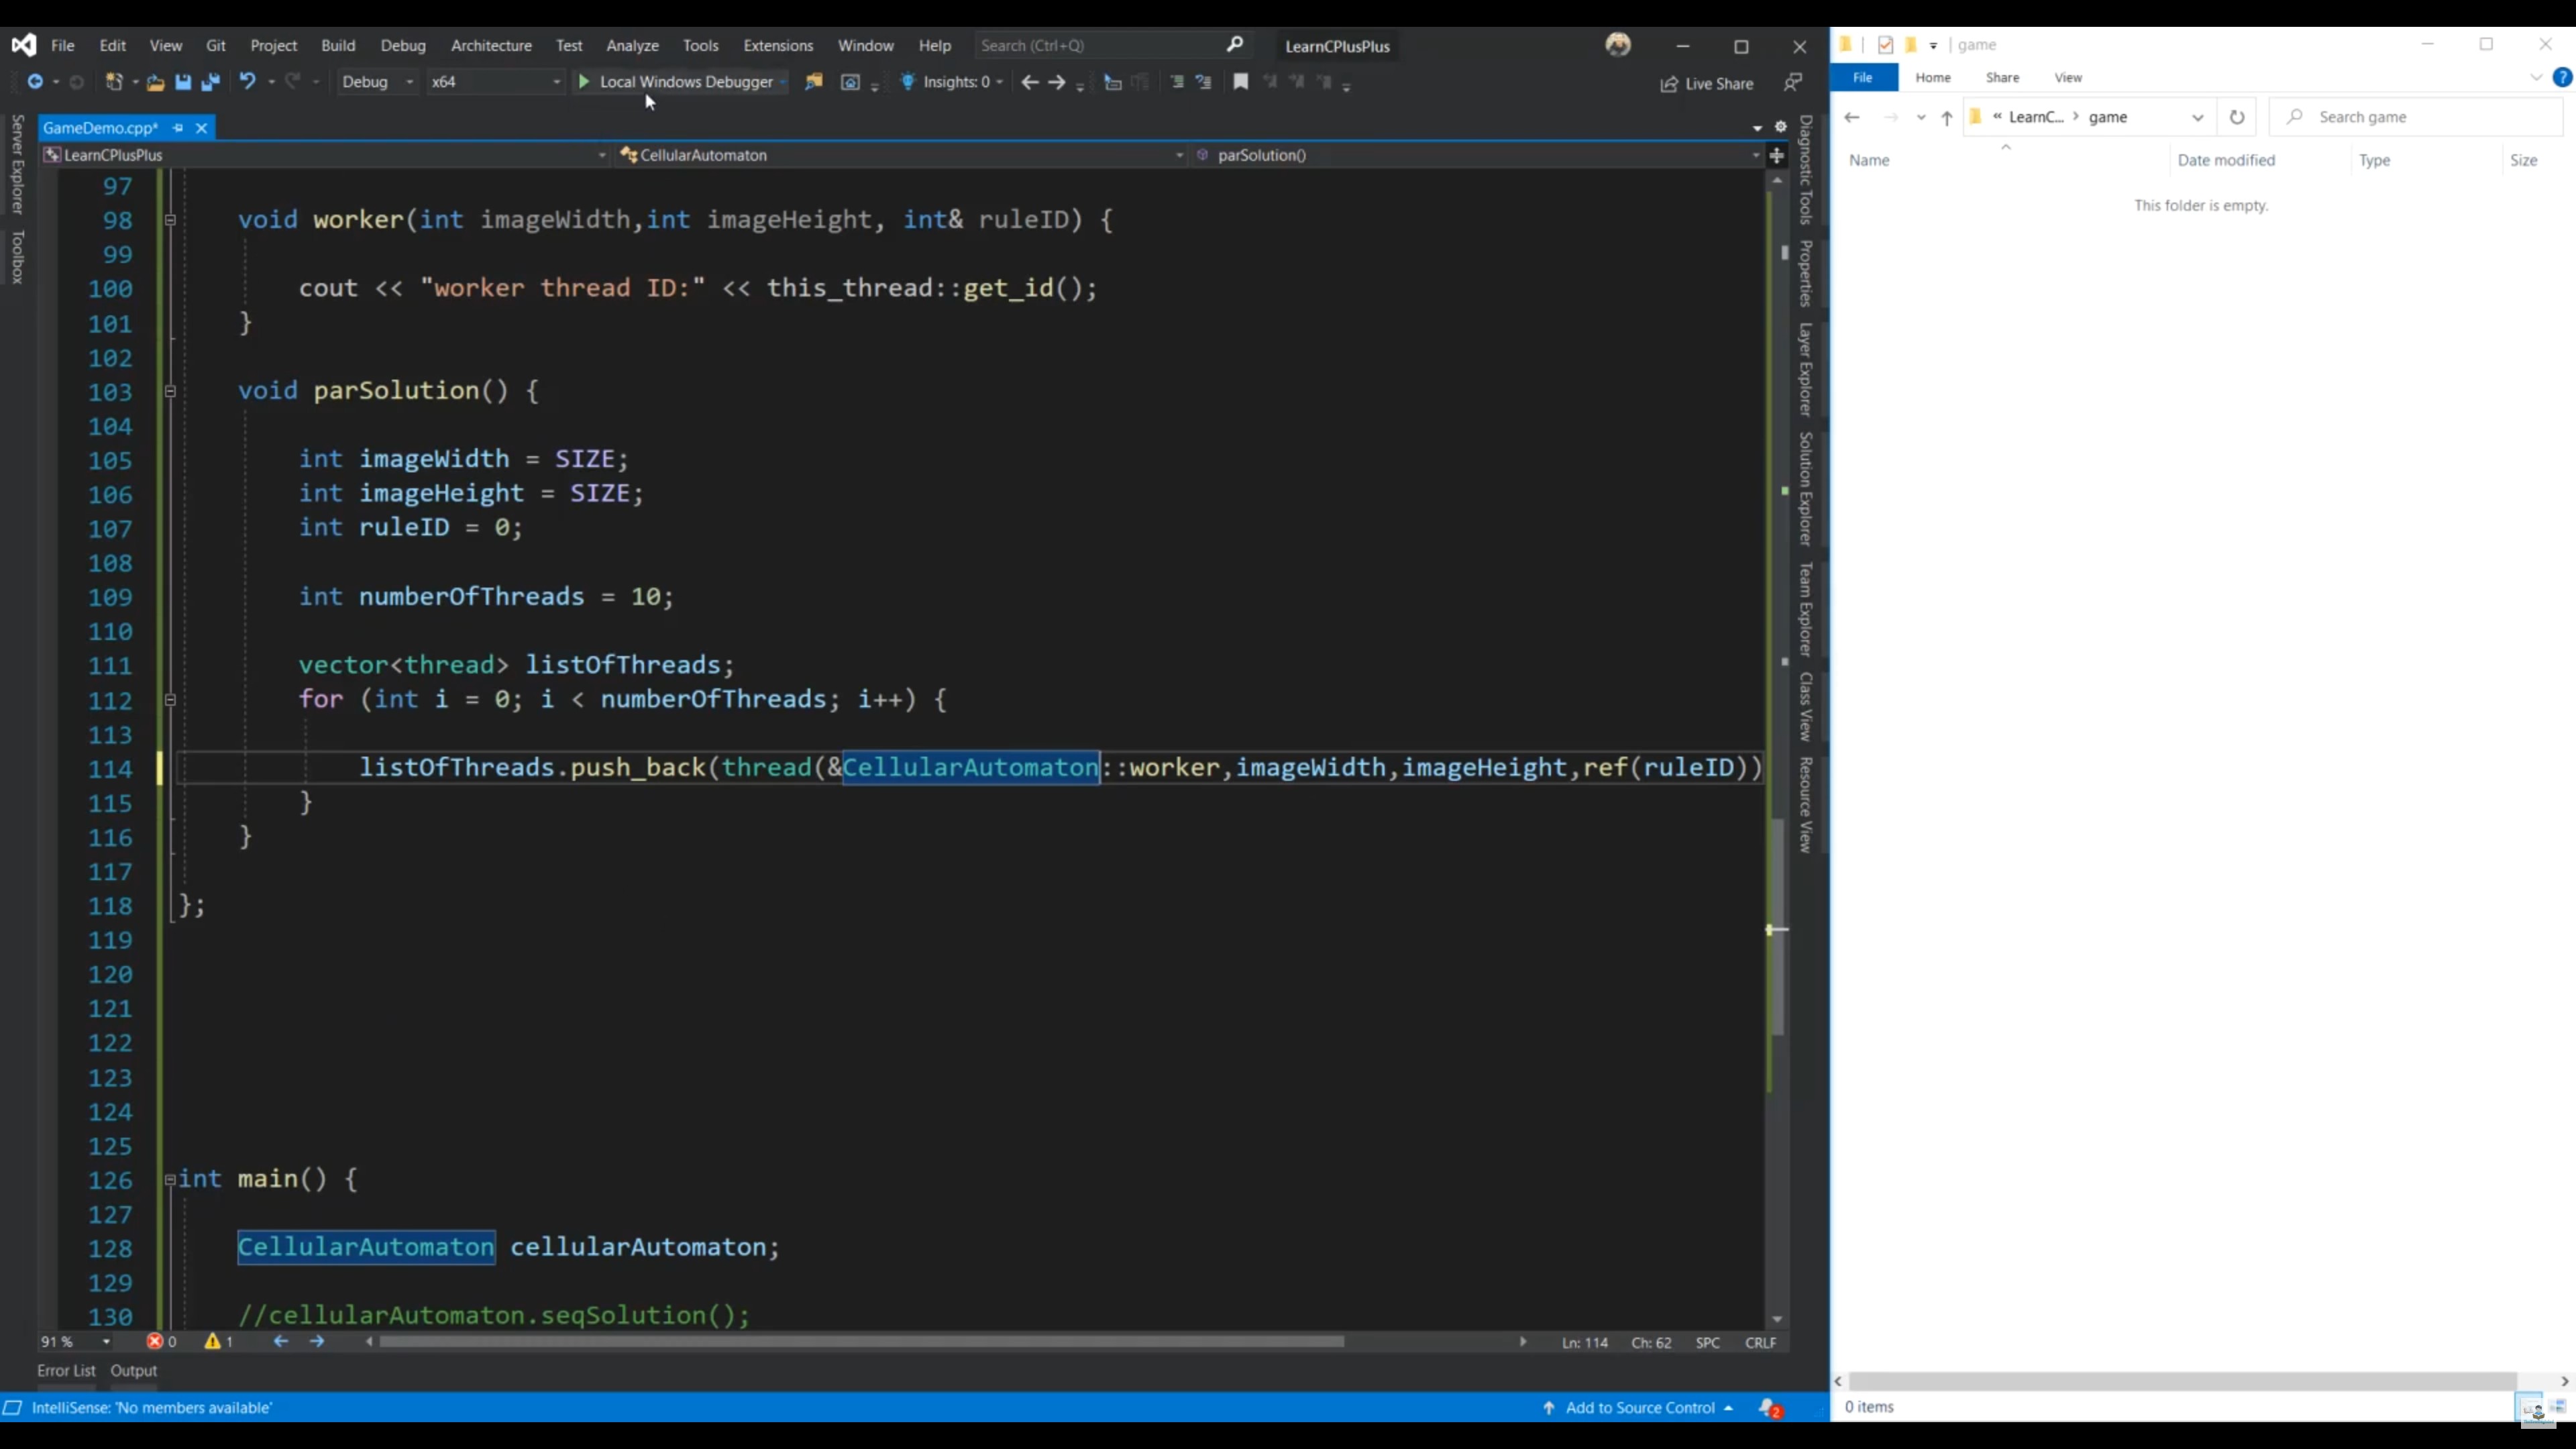 File Edit View Git Project Build Debug Test Analyze Tools Extensions Window Help Search (Ctrl+Q) LearnCPlusPlus
Debug x64 Local Windows Debugger Insights: 0 Live Share
GameDemo.cpp*
LearnCPlusPlus CellularAutomaton parSolution()
97
98 void worker(int imageWidth,int imageHeight, int& ruleID) {
99
100 cout << "worker thread ID:" << this_thread::get_id();
101 }
102
103 void parSolution() {
104
105 int imageWidth = SIZE;
106 int imageHeight = SIZE;
107 int ruleID = 0;
108
109 int numberOfThreads = 10;
110
111 vector<thread> listOfThreads;
112 for (int i = 0; i < numberOfThreads; i++) {
113
114 listOfThreads.push_back(thread(&CellularAutomaton::worker,imageWidth,imageHeight,ref(ruleID))
115 }
116 }
117
118 };
119
120
121
122
123
124
125
126 int main() {
127
128 CellularAutomaton cellularAutomaton;
129
130 //cellularAutomaton.seqSolution();
91 % 0 1 Ln: 114 Ch: 62 SPC CRLF
Error List Output
IntelliSense: 'No members available' Add to Source Control 2
Server Explorer
Toolbox
Diagnostic Tools
Properties
Layer Explorer
Solution Explorer
Team Explorer
Class View
Resource View
game
File Home Share View
« LearnC... > game Search game
Name Date modified Type Size
This folder is empty.
0 items